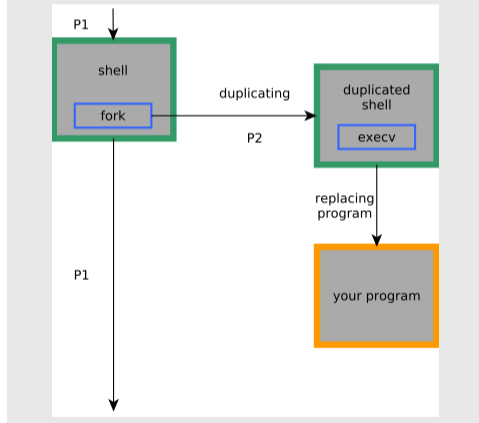 P1
shell
fork
duplicating
P2
duplicated
shell
execv
replacing
program
P1
your program